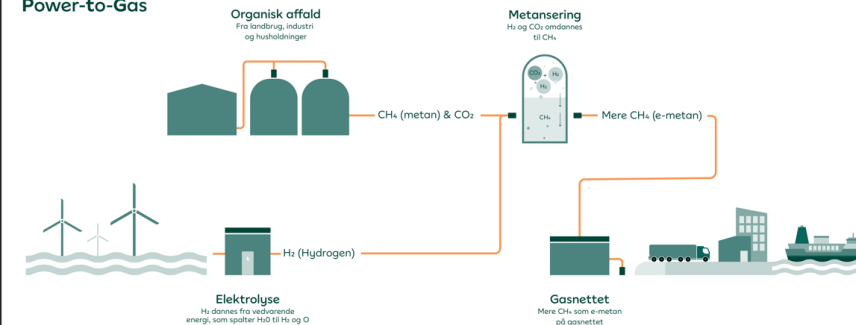 Power-to-Gas
Organisk affald
Fra landbrug, industri
og husholdninger
Metansering
H₂ og CO₂ omdannes
til CH₄
CO₂
H₂
H₂
CH₄
CH₄ (metan) & CO₂
Mere CH₄ (e-metan)
H₂ (Hydrogen)
Elektrolyse
H₂ dannes fra vedvarende
energi, som spalter H₂0 til H₂ og O
Gasnettet
Mere CH₄ som e-metan
på gasnettet